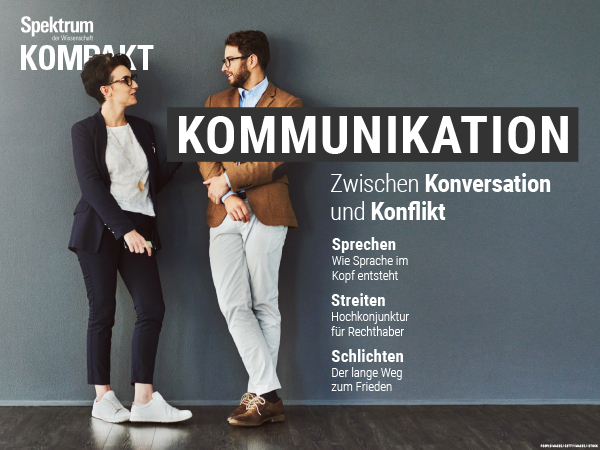 Spektrum
der Wissenschaft
KOMPAKT
KOMMUNIKATION
Zwischen Konversation
und Konflikt
Sprechen
Wie Sprache im
Kopf entsteht
Streiten
Hochkonjunktur
für Rechthaber
Schlichten
Der lange Weg
zum Frieden